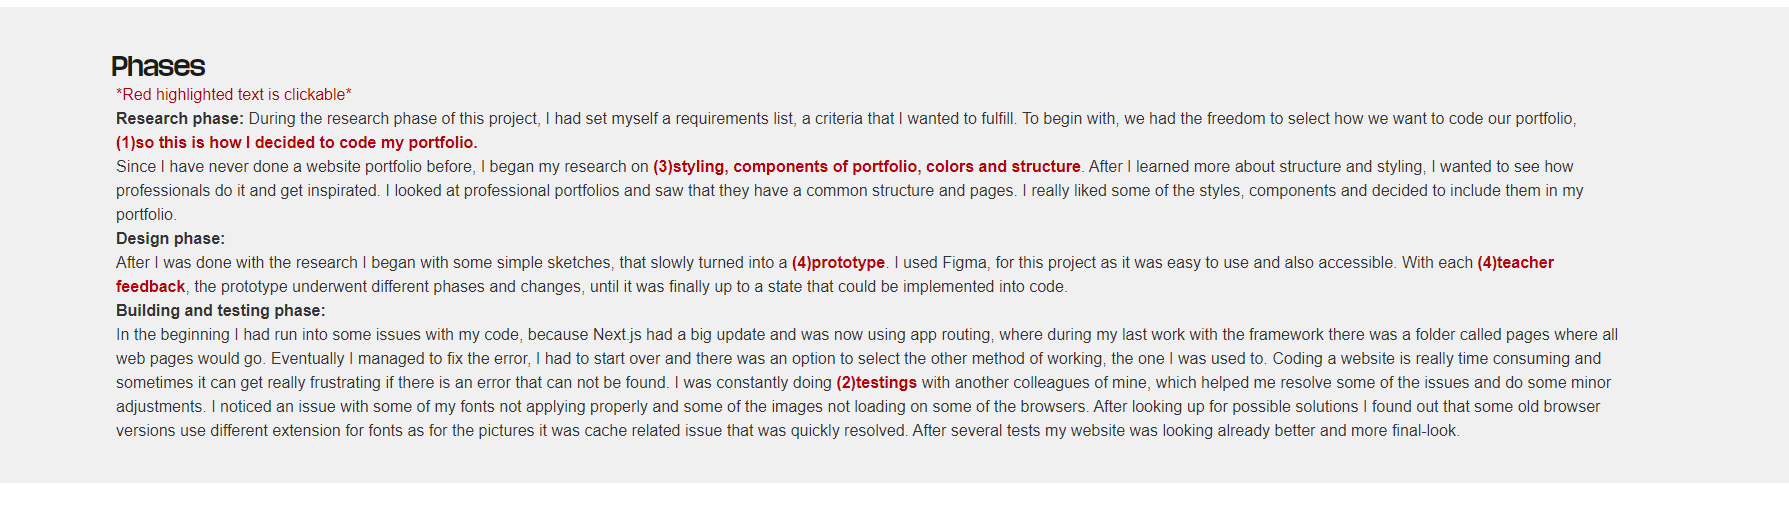 Phases
*Red highlighted text is clickable*
Research phase: During the research phase of this project, I had set myself a requirements list, a criteria that I wanted to fulfill. To begin with, we had the freedom to select how we want to code our portfolio,
(1)so this is how I decided to code my portfolio.
Since I have never done a website portfolio before, I began my research on (3)styling, components of portfolio, colors and structure. After I learned more about structure and styling, I wanted to see how
professionals do it and get inspirated. I looked at professional portfolios and saw that they have a common structure and pages. I really liked some of the styles, components and decided to include them in my
portfolio.
Design phase:
After I was done with the research I began with some simple sketches, that slowly turned into a (4)prototype. I used Figma, for this project as it was easy to use and also accessible. With each (4)teacher
feedback, the prototype underwent different phases and changes, until it was finally up to a state that could be implemented into code.
Building and testing phase:
In the beginning I had run into some issues with my code, because Next.js had a big update and was now using app routing, where during my last work with the framework there was a folder called pages where all
web pages would go. Eventually I managed to fix the error, I had to start over and there was an option to select the other method of working, the one I was used to. Coding a website is really time consuming and
sometimes it can get really frustrating if there is an error that can not be found. I was constantly doing (2)testings with another colleagues of mine, which helped me resolve some of the issues and do some minor
adjustments. I noticed an issue with some of my fonts not applying properly and some of the images not loading on some of the browsers. After looking up for possible solutions I found out that some old browser
versions use different extension for fonts as for the pictures it was cache related issue that was quickly resolved. After several tests my website was looking already better and more final-look.